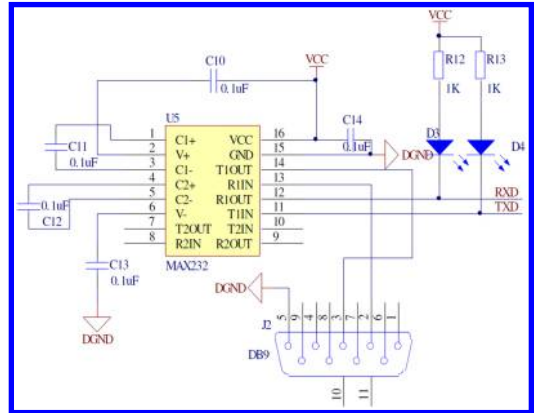 VCC
C10
0.1uF
VCC
R12
R13
1K
1K
U5
C11
0.1uF
C14
0.1uF
DGND
D3
D4
1 C1+ VCC 16
2 V+ GND 15
3 C1- T1OUT 14
4 C2+ R1IN 13
5 C2- R1OUT 12
6 V- T1IN 11
7 T2OUT T2IN 10
8 R2IN R2OUT 9
MAX232
RXD
TXD
0.1uF
C12
C13
0.1uF
DGND
DGND
J2
DB9
5 9 4 8 3 7 2 6 1
10 11